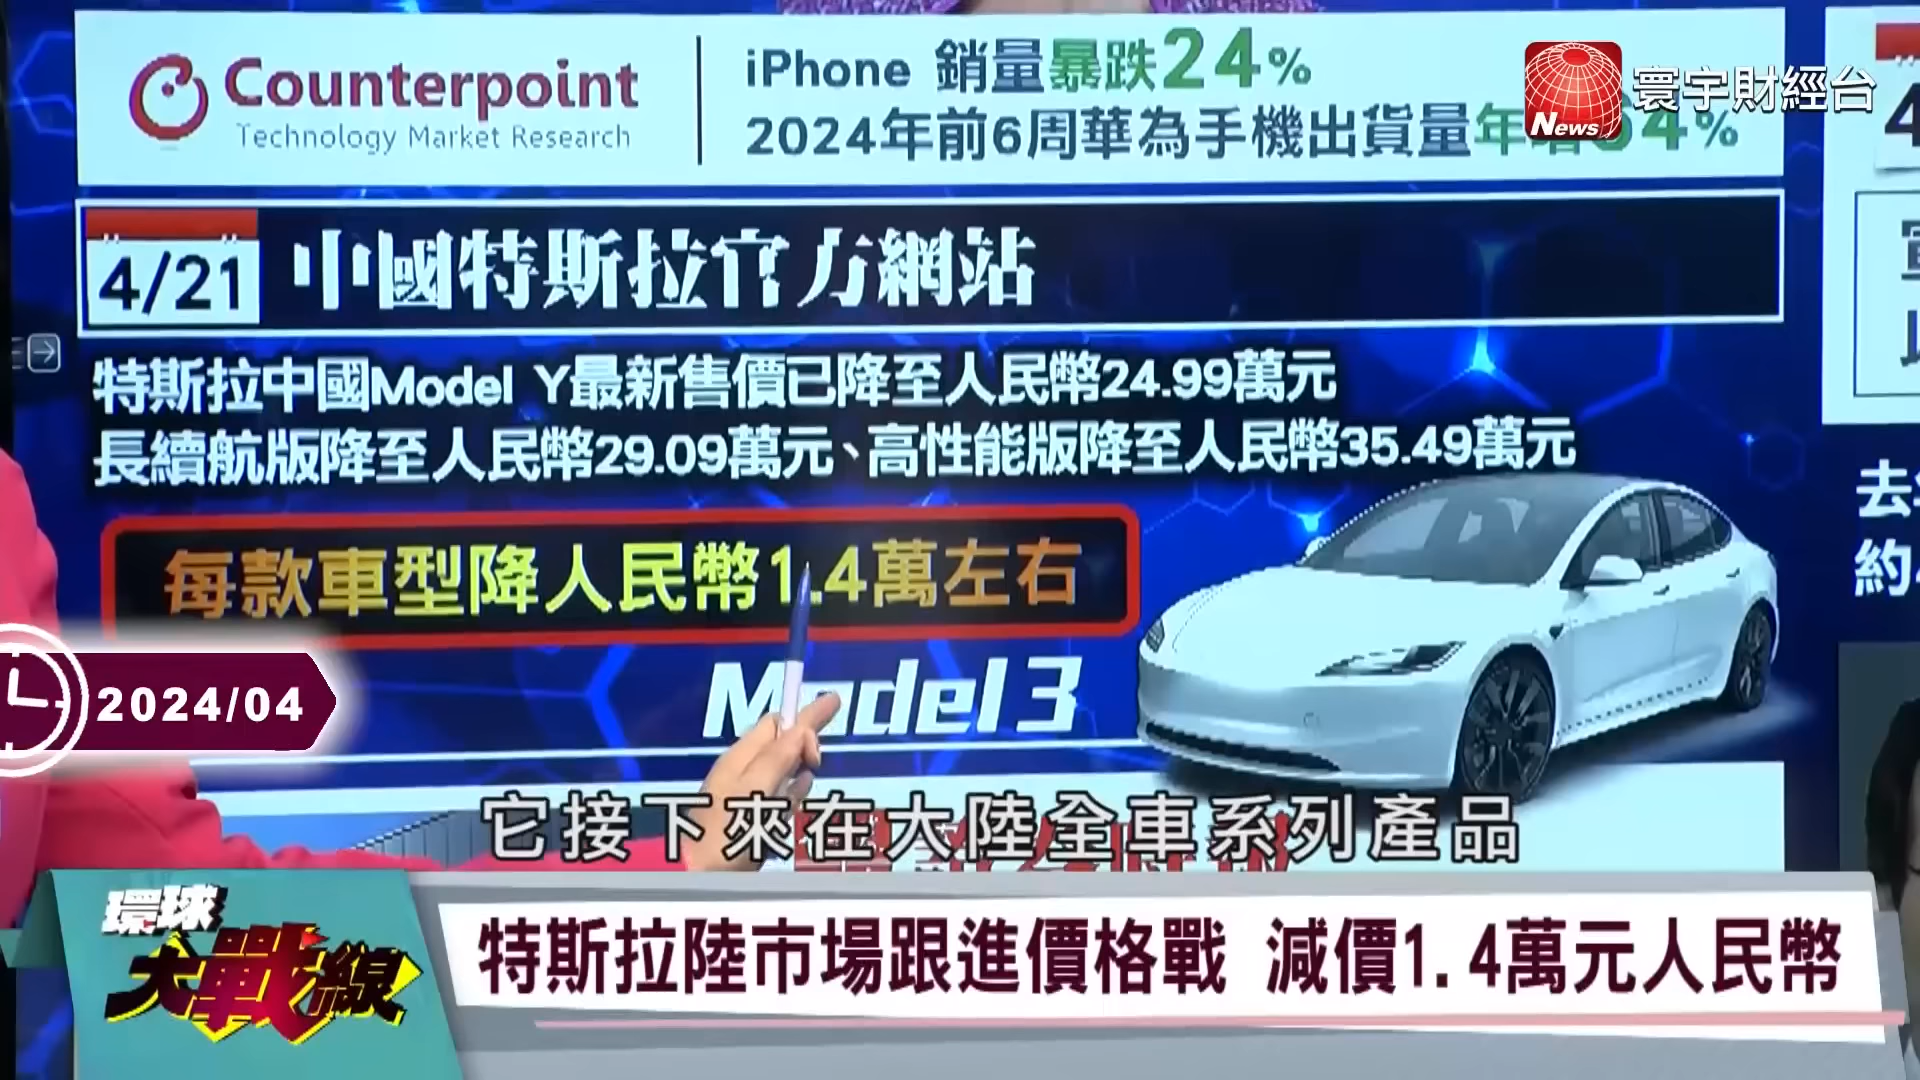 Counterpoint
Technology Market Research
iPhone 銷量暴跌24%
2024年前6周華為手機出貨量年增64%
News 寰宇財經台
4/21 中國特斯拉官方網站
特斯拉中國Model Y最新售價已降至人民幣24.99萬元
長續航版降至人民幣29.09萬元、高性能版降至人民幣35.49萬元
每款車型降人民幣1.4萬左右
Model 3
去
約
2024/04
它接下來在大陸全車系列產品
環球大戰線
特斯拉陸市場跟進價格戰 減價1.4萬元人民幣